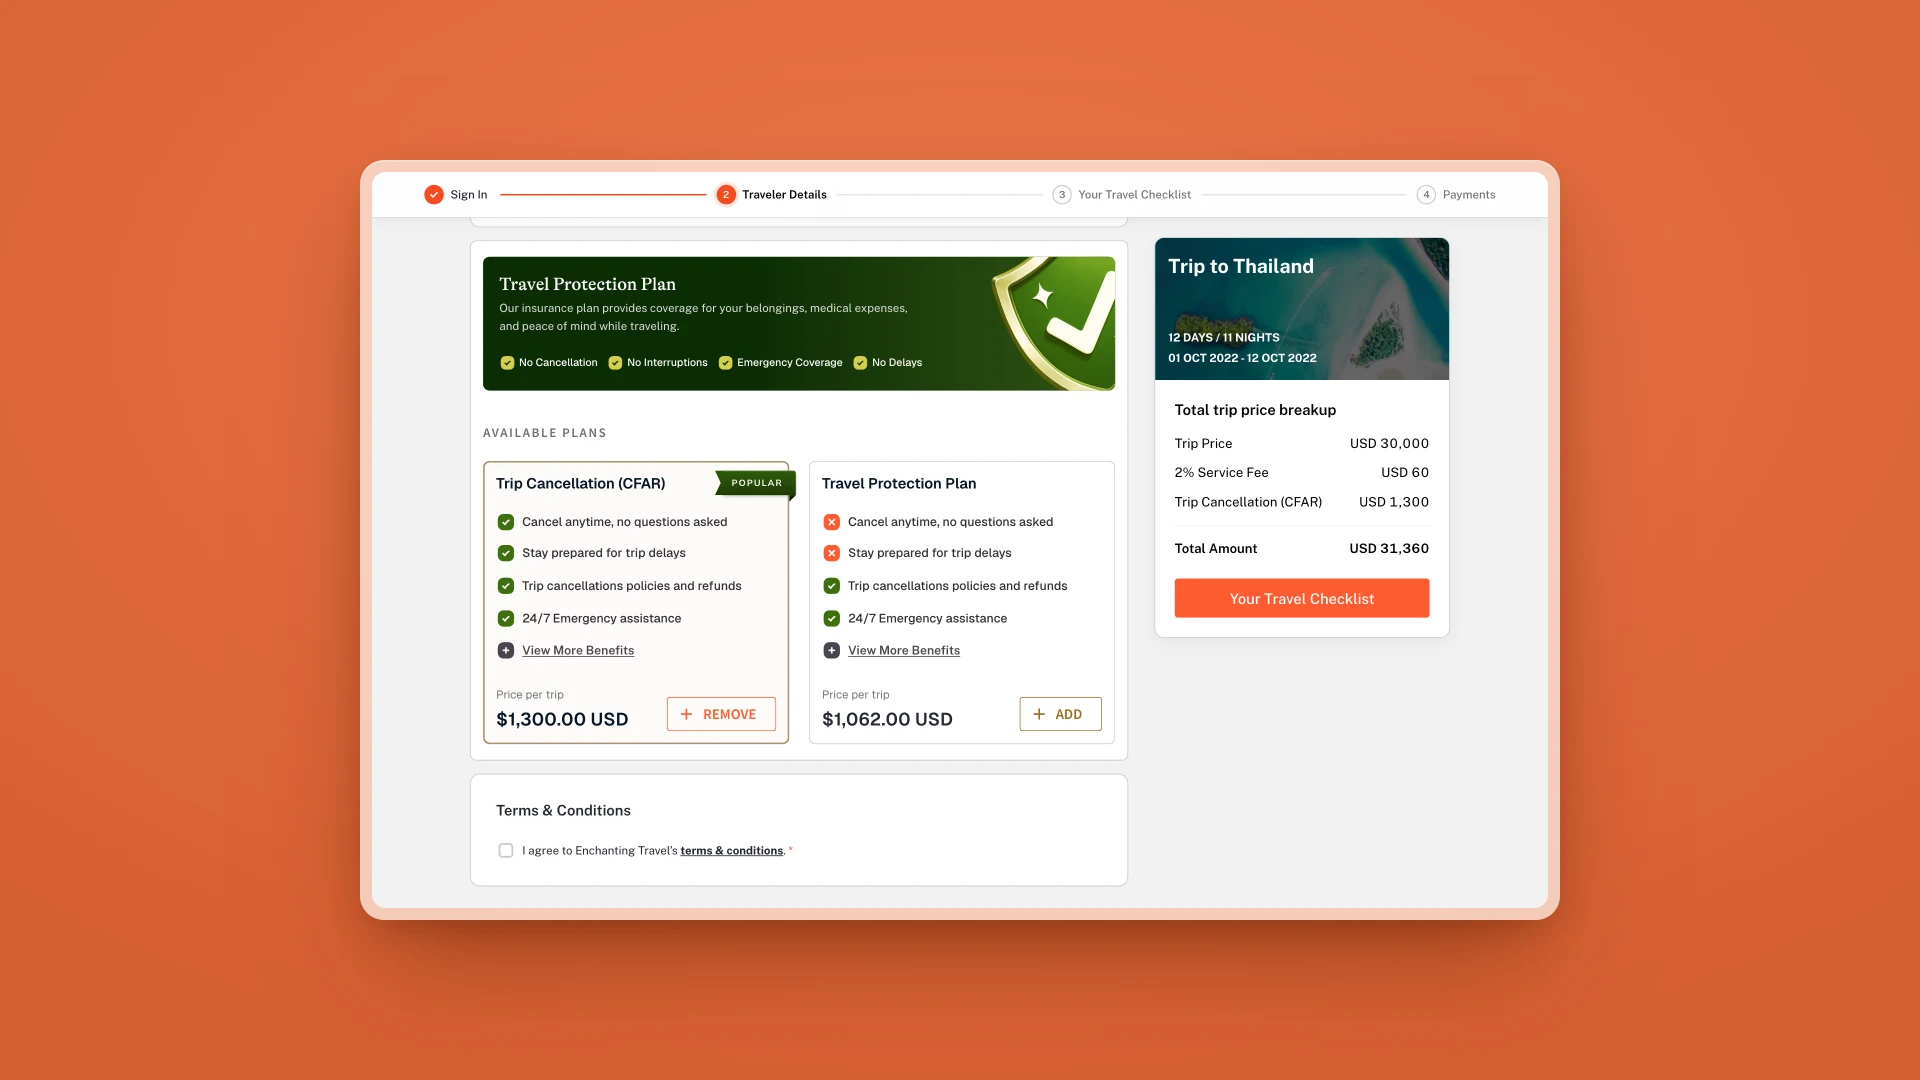 Sign In
2 Traveler Details
3 Your Travel Checklist
4 Payments
Travel Protection Plan
Our insurance plan provides coverage for your belongings, medical expenses,
and peace of mind while traveling.
No Cancellation No Interruptions Emergency Coverage No Delays
AVAILABLE PLANS
Trip Cancellation (CFAR)
POPULAR
Cancel anytime, no questions asked
Stay prepared for trip delays
Trip cancellations policies and refunds
24/7 Emergency assistance
View More Benefits
Price per trip
$1,300.00 USD
REMOVE
Travel Protection Plan
Cancel anytime, no questions asked
Stay prepared for trip delays
Trip cancellations policies and refunds
24/7 Emergency assistance
View More Benefits
Price per trip
$1,062.00 USD
ADD
Terms & Conditions
I agree to Enchanting Travel's terms & conditions. *
Trip to Thailand
12 DAYS / 11 NIGHTS
01 OCT 2022 - 12 OCT 2022
Total trip price breakup
Trip Price USD 30,000
2% Service Fee USD 60
Trip Cancellation (CFAR) USD 1,300
Total Amount USD 31,360
Your Travel Checklist